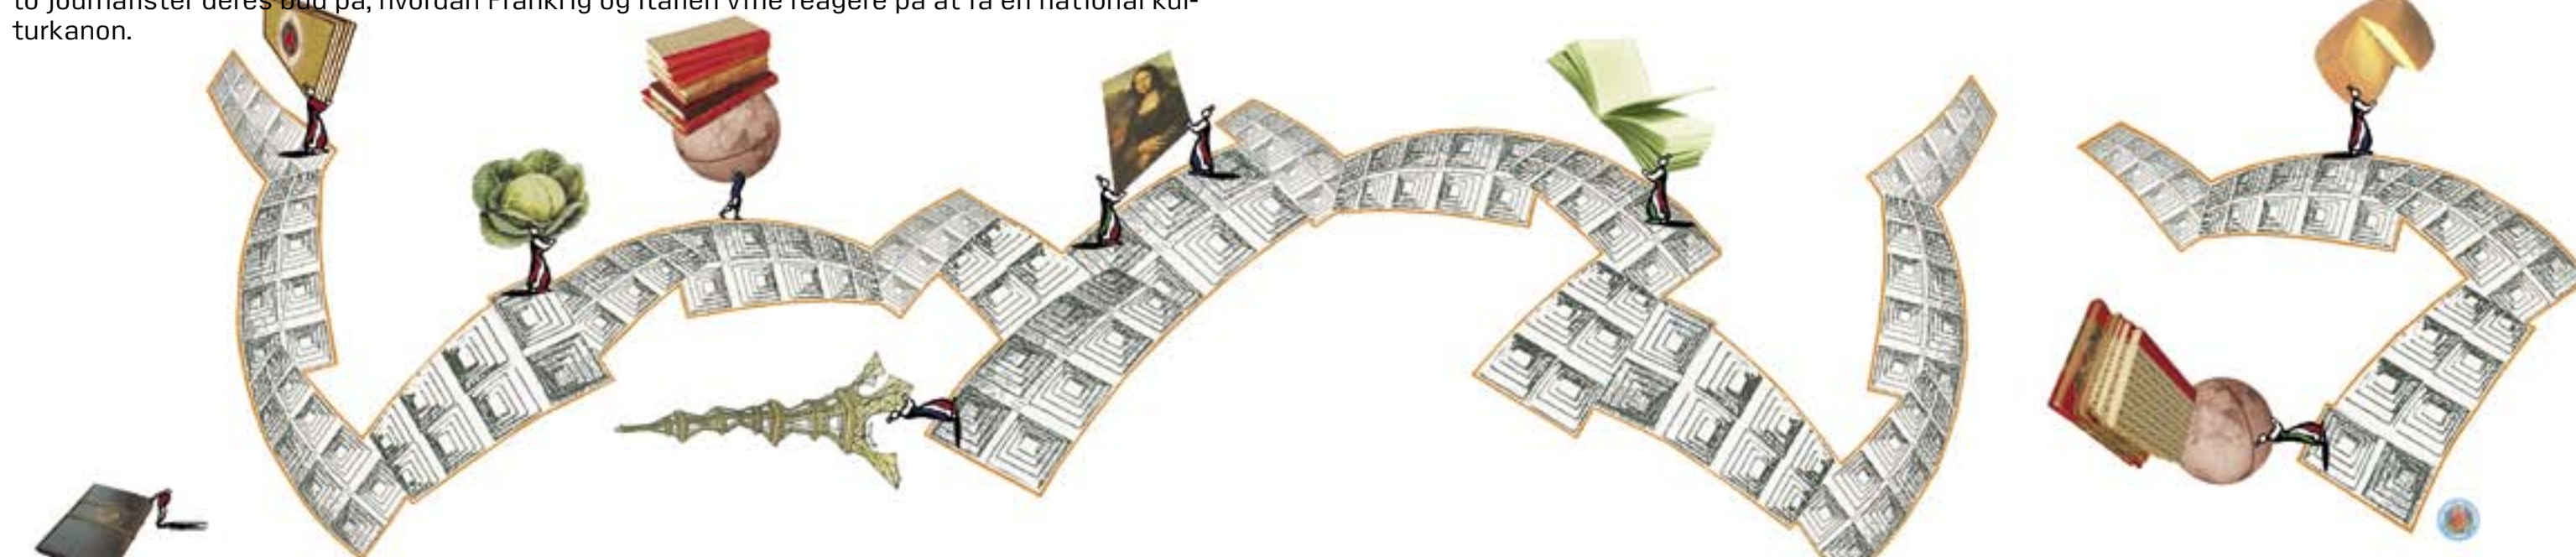 to journalister deres bud på, hvordan Frankrig og Italien ville reagere på at få en national kul-
turkanon.